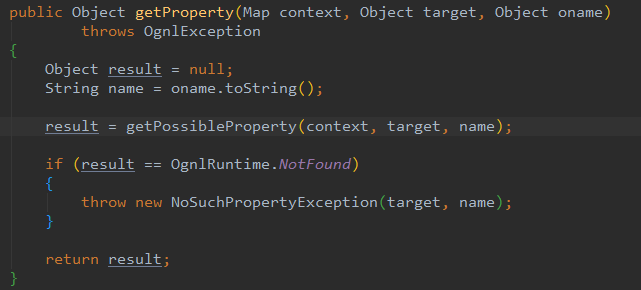 public Object getProperty(Map context, Object target, Object oname)
throws OgnlException
{
Object result = null;
String name = oname.toString();
result = getPossibleProperty(context, target, name);
if (result == OgnlRuntime.NotFound)
{
throw new NoSuchPropertyException(target, name);
}
return result;
}